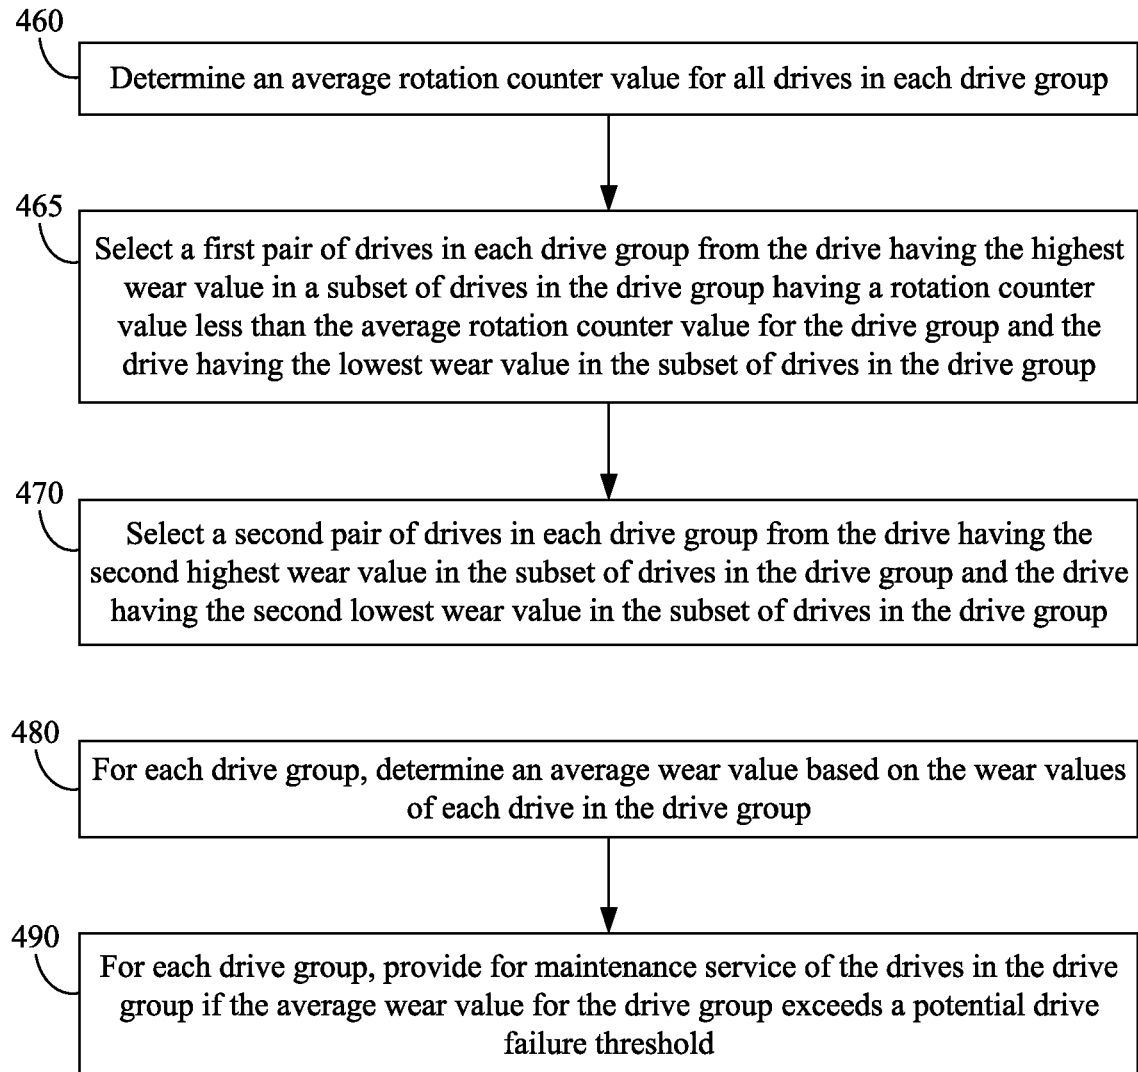 460
Determine an average rotation counter value for all drives in each drive group
465
Select a first pair of drives in each drive group from the drive having the highest
wear value in a subset of drives in the drive group having a rotation counter
value less than the average rotation counter value for the drive group and the
drive having the lowest wear value in the subset of drives in the drive group
470
Select a second pair of drives in each drive group from the drive having the
second highest wear value in the subset of drives in the drive group and the drive
having the second lowest wear value in the subset of drives in the drive group
480
For each drive group, determine an average wear value based on the wear values
of each drive in the drive group
490
For each drive group, provide for maintenance service of the drives in the drive
group if the average wear value for the drive group exceeds a potential drive
failure threshold